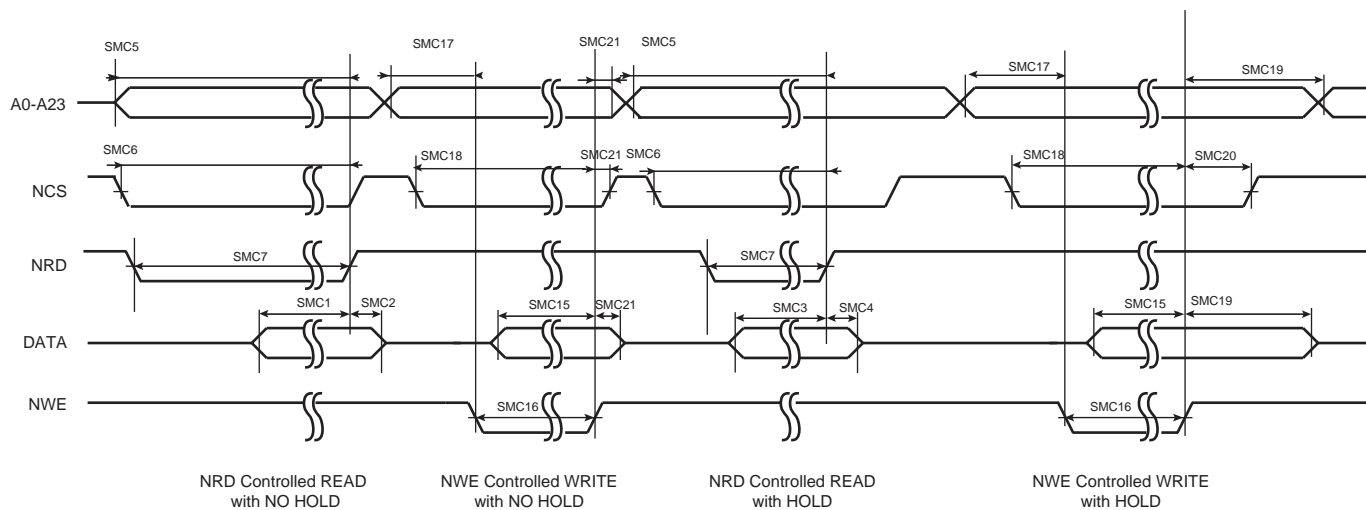 SMC5 SMC17 SMC21 SMC5 SMC17 SMC19
A0-A23
SMC6 SMC18 SMC21 SMC6 SMC18 SMC20
NCS
SMC7 SMC7
NRD
SMC1 SMC2 SMC15 SMC21 SMC3 SMC4 SMC15 SMC19
DATA
NWE SMC16 SMC16
NRD Controlled READ
with NO HOLD
NWE Controlled WRITE
with NO HOLD
NRD Controlled READ
with HOLD
NWE Controlled WRITE
with HOLD